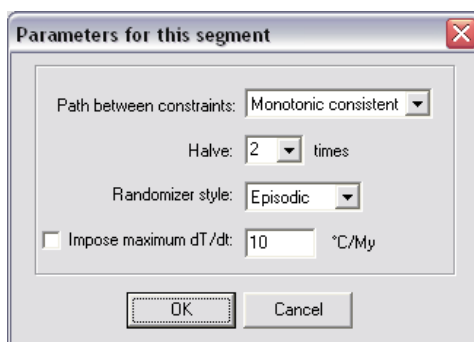 Parameters for this segment
Path between constraints: Monotonic consistent
Halve: 2 times
Randomizer style: Episodic
Impose maximum dT/dt: 10 °C/My
OK Cancel